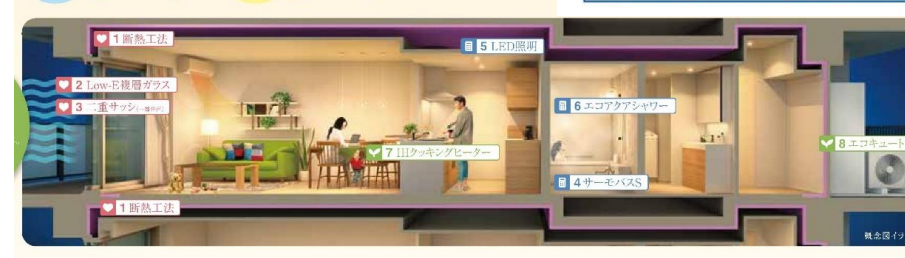 1 断熱工法
5 LED照明
2 Low-E複層ガラス
3 二重サッシ
6 エコアクアシャワー
7 IHクッキングヒーター
8 エコキュート
4 サーモバスS
1 断熱工法
概念図イラ